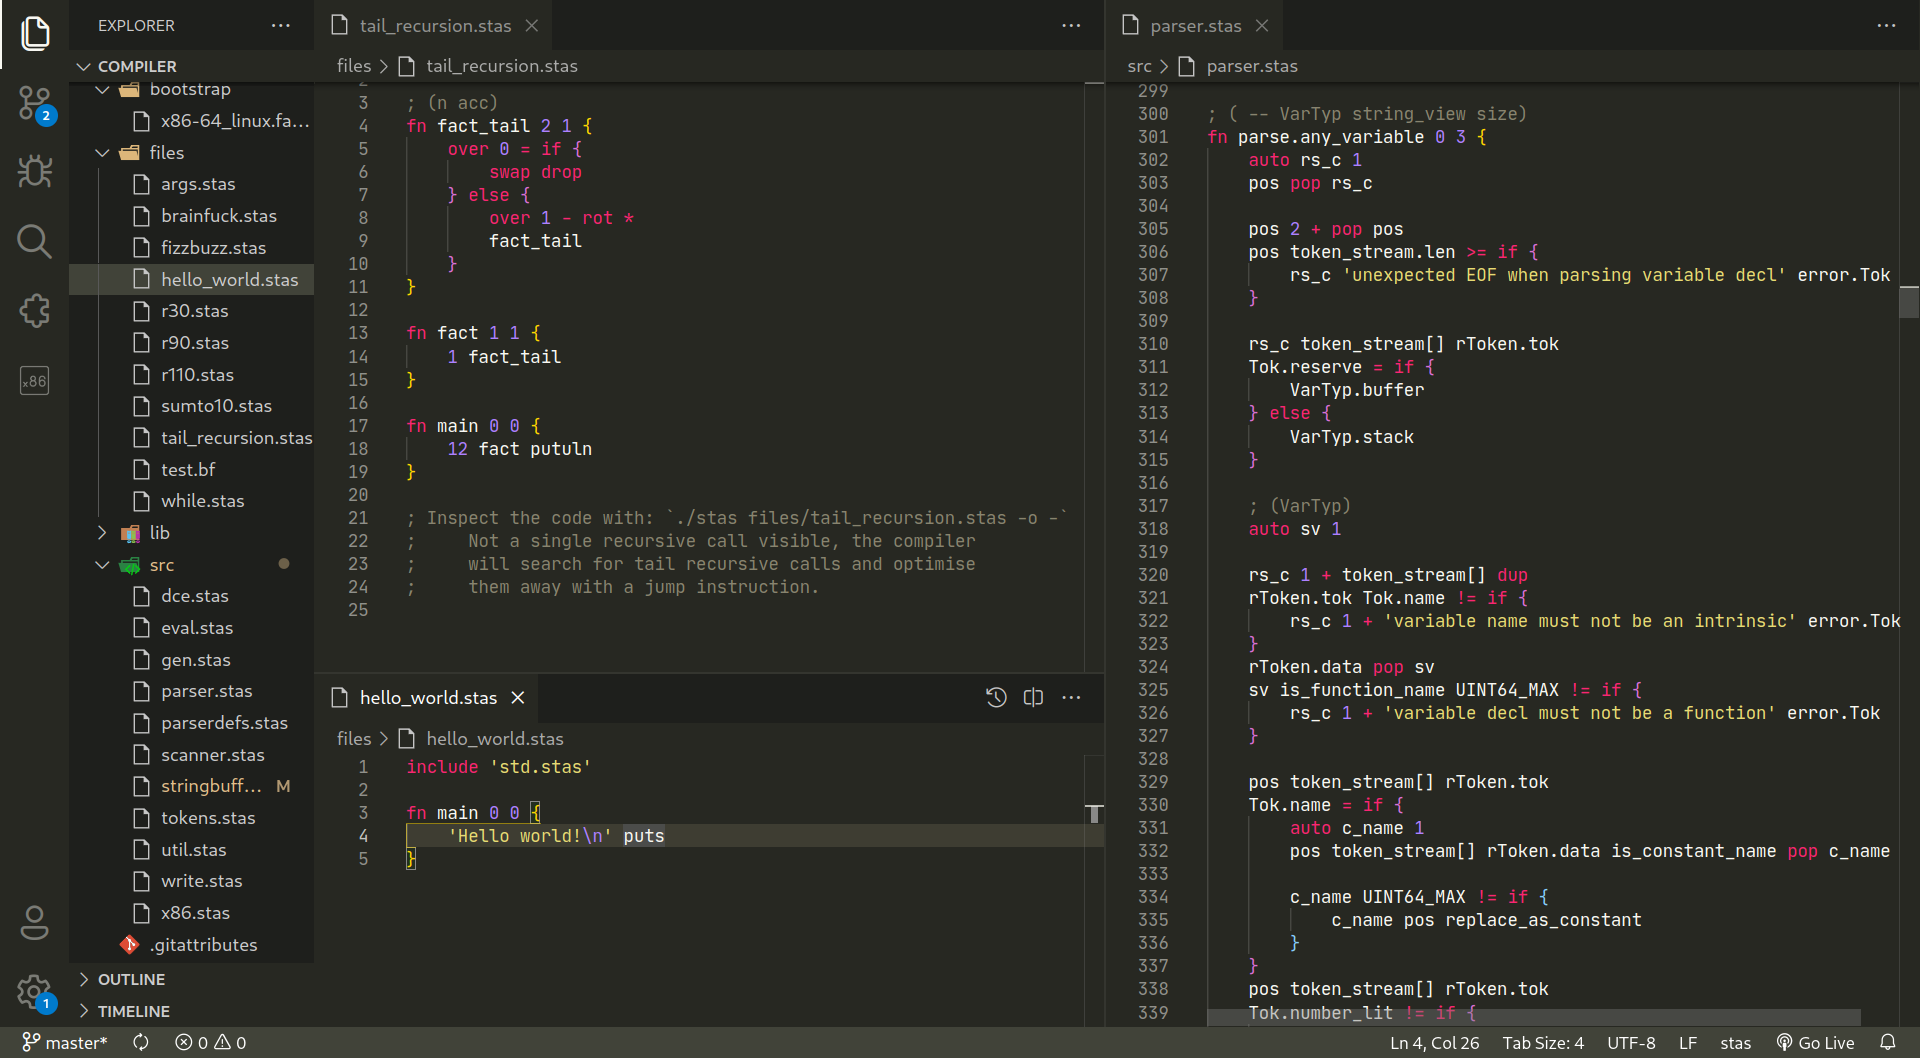 EXPLORER
COMPILER
bootstrap
x86-64_linux.fa...
files
args.stas
brainfuck.stas
fizzbuzz.stas
hello_world.stas
r30.stas
r90.stas
r110.stas
sumto10.stas
tail_recursion.stas
test.bf
while.stas
lib
src
dce.stas
eval.stas
gen.stas
parser.stas
parserdefs.stas
scanner.stas
stringbuff... M
tokens.stas
util.stas
write.stas
x86.stas
.gitattributes
OUTLINE
TIMELINE
2
x86
1
tail_recursion.stas
files > tail_recursion.stas
3 ; (n acc)
4 fn fact_tail 2 1 {
5 over 0 = if {
6 swap drop
7 } else {
8 over 1 - rot *
9 fact_tail
10 }
11 }
12
13 fn fact 1 1 {
14 1 fact_tail
15 }
16
17 fn main 0 0 {
18 12 fact putuln
19 }
20
21 ; Inspect the code with: `./stas files/tail_recursion.stas -o -`
22 ; Not a single recursive call visible, the compiler
23 ; will search for tail recursive calls and optimise
24 ; them away with a jump instruction.
25
hello_world.stas
files > hello_world.stas
1 include 'std.stas'
2
3 fn main 0 0 {
4 'Hello world!\n' puts
5 }
parser.stas
src > parser.stas
299
300 ; ( -- VarTyp string_view size)
301 fn parse.any_variable 0 3 {
302 auto rs_c 1
303 pos pop rs_c
304
305 pos 2 + pop pos
306 pos token_stream.len >= if {
307 rs_c 'unexpected EOF when parsing variable decl' error.Tok
308 }
309
310 rs_c token_stream[] rToken.tok
311 Tok.reserve = if {
312 VarTyp.buffer
313 } else {
314 VarTyp.stack
315 }
316
317 ; (VarTyp)
318 auto sv 1
319
320 rs_c 1 + token_stream[] dup
321 rToken.tok Tok.name != if {
322 rs_c 1 + 'variable name must not be an intrinsic' error.Tok
323 }
324 rToken.data pop sv
325 sv is_function_name UINT64_MAX != if {
326 rs_c 1 + 'variable decl must not be a function' error.Tok
327 }
328
329 pos token_stream[] rToken.tok
330 Tok.name = if {
331 auto c_name 1
332 pos token_stream[] rToken.data is_constant_name pop c_name
333
334 c_name UINT64_MAX != if {
335 c_name pos replace_as_constant
336 }
337 }
338 pos token_stream[] rToken.tok
339 Tok.number_lit != if {
master* 0 0 Ln 4, Col 26 Tab Size: 4 UTF-8 LF stas Go Live